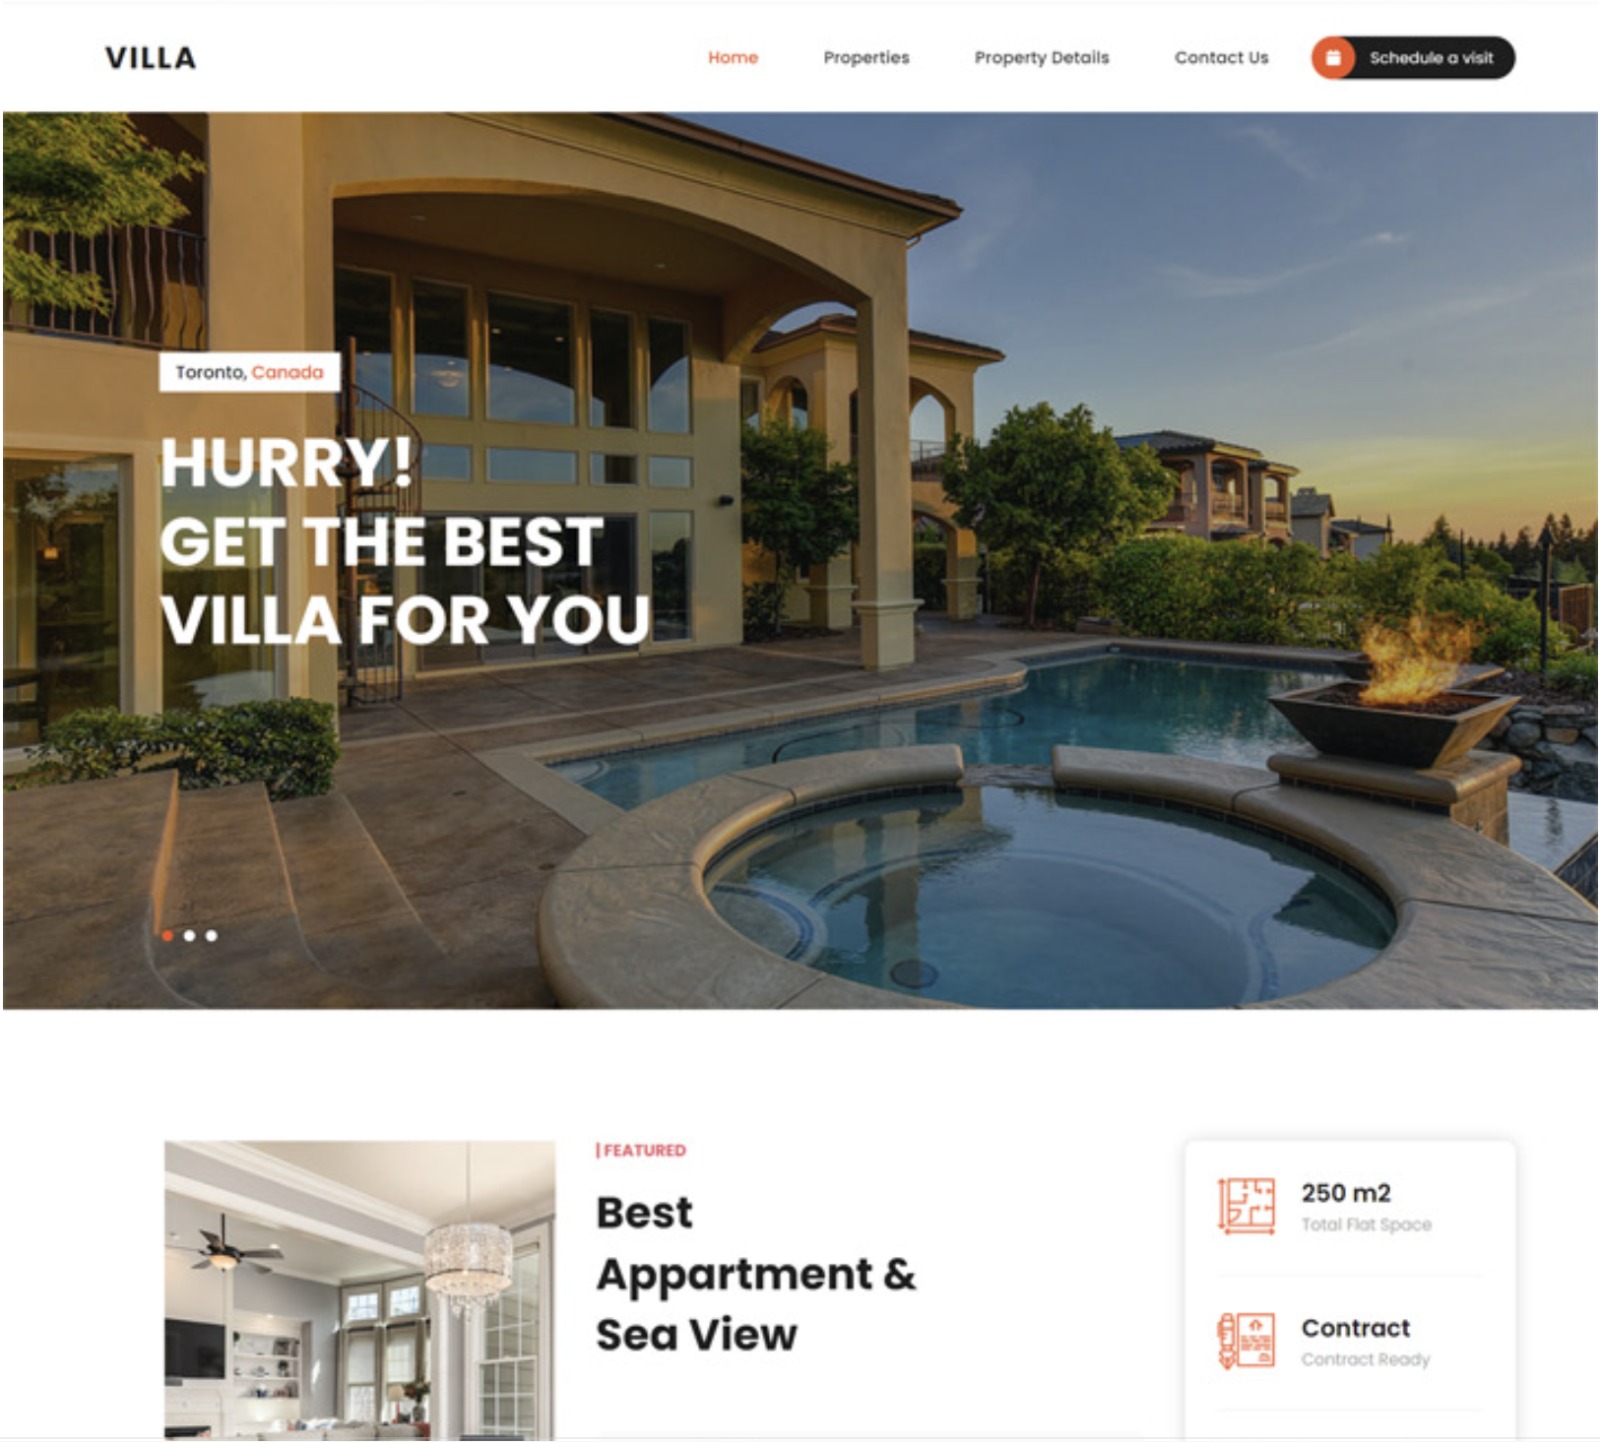 VILLA
Home
Properties
Property Details
Contact Us
Schedule a visit
Toronto, Canada
HURRY!
GET THE BEST
VILLA FOR YOU
| FEATURED
Best
Appartment &
Sea View
250 m2
Total Flat Space
Contract
Contract Ready